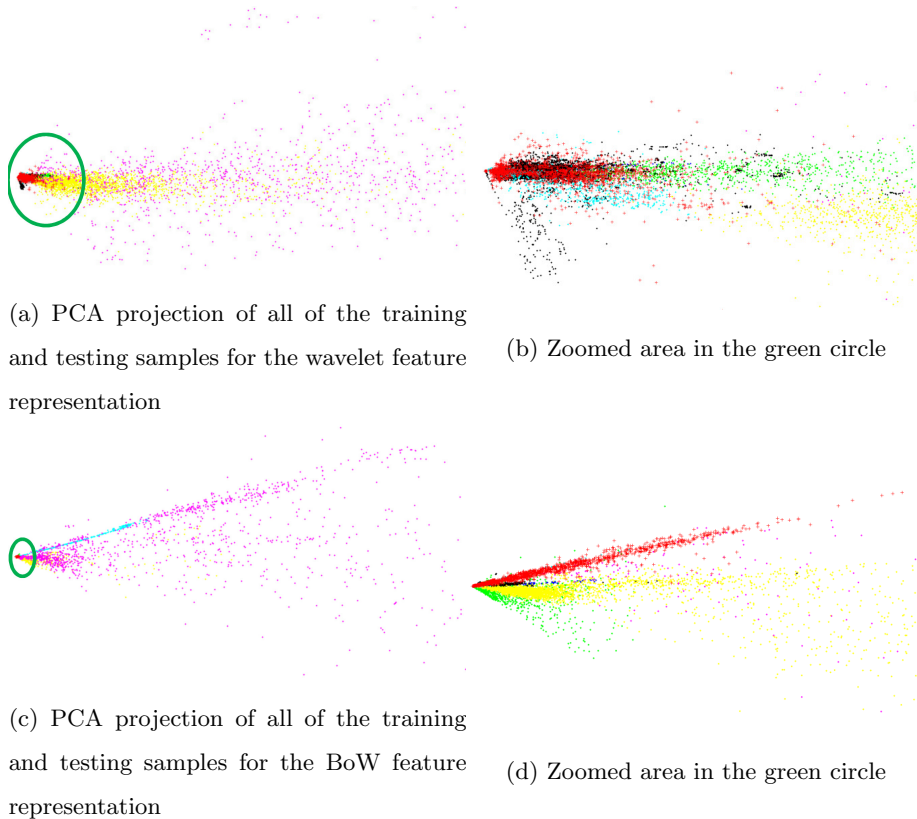 (a) PCA projection of all of the training
and testing samples for the wavelet feature
representation
(b) Zoomed area in the green circle
(c) PCA projection of all of the training
and testing samples for the BoW feature
representation
(d) Zoomed area in the green circle